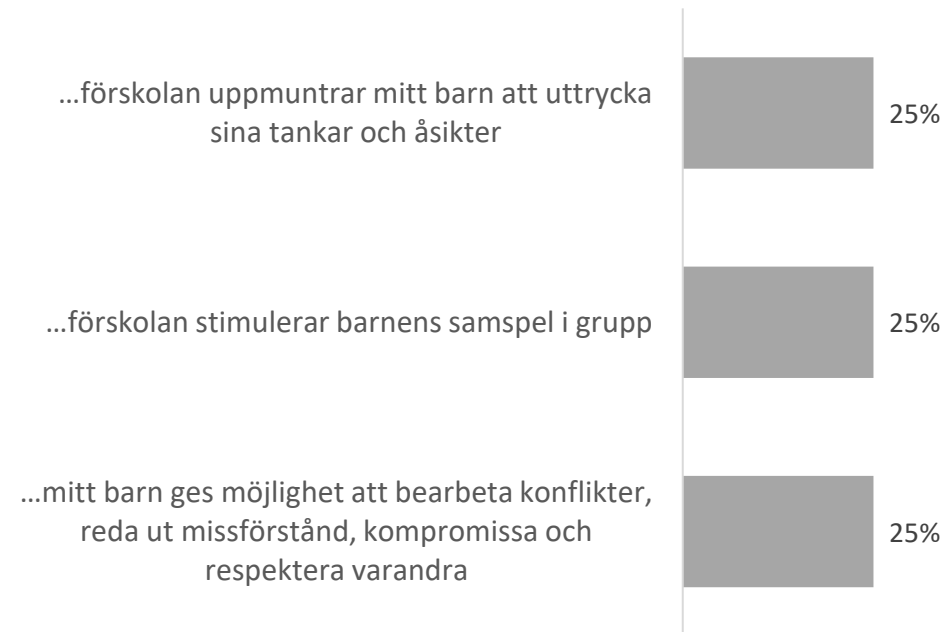 ...förskolan uppmuntrar mitt barn att uttrycka
sina tankar och åsikter
25%
...förskolan stimulerar barnens samspel i grupp
25%
...mitt barn ges möjlighet att bearbeta konflikter,
reda ut missförstånd, kompromissa och
respektera varandra
25%